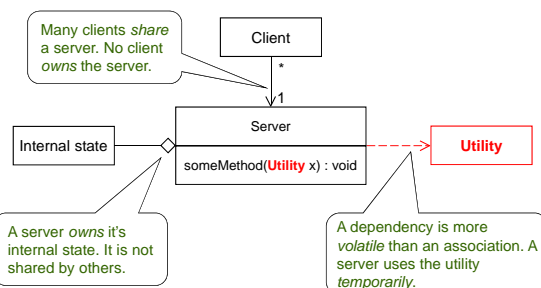 Many clients share
a server. No client
owns the server.
Client
*
1
Server
Internal state
someMethod(Utility x) : void
Utility
A server owns it's
internal state. It is not
shared by others.
A dependency is more
volatile than an association. A
server uses the utility
temporarily.